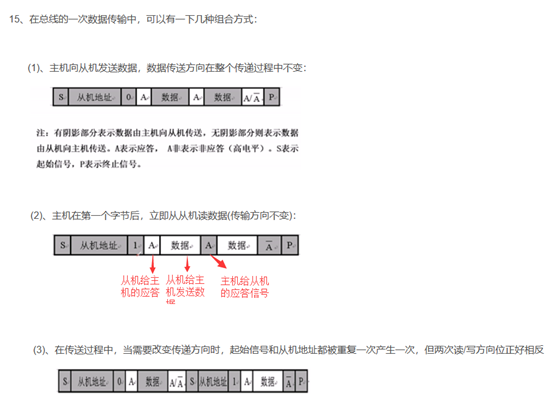 15、在总线的一次数据传输中，可以有一下几种组合方式：
(1)、主机向从机发送数据，数据传送方向在整个传递过程中不变：
S 从机地址 0 A 数据 A 数据 A/A̅ P
注：有阴影部分表示数据由主机向从机传送，无阴影部分则表示数据
由从机向主机传送。A表示应答， A非表示非应答（高电平）。S表示
起始信号，P表示终止信号。
(2)、主机在第一个字节后，立即从从机读数据(传输方向不变)：
S 从机地址 1 A 数据 A 数据 A̅ P
从机给主
机的应答
从机给主
机发送数
据
主机给从机
的应答信号
(3)、在传送过程中，当需要改变传递方向时，起始信号和从机地址都被重复一次产生一次，但两次读/写方向位正好相反
S 从机地址 0 A 数据 A/A̅ S 从机地址 1 A 数据 A̅ P